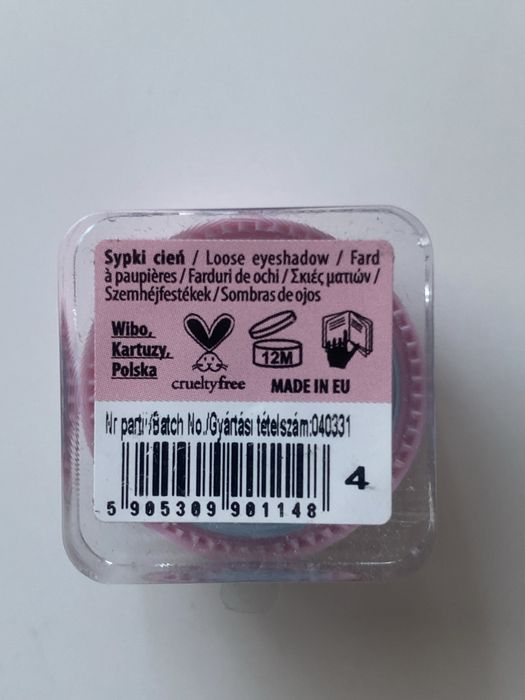 Sypki cień / Loose eyeshadow / Fard
à paupières / Farduri de ochi / Σκιές ματιών /
Szemhéjfestékek / Sombras de ojos
Wibo,
Kartuzy,
Polska
crueltyfree
12M
MADE IN EU
Nr partii/Batch No./Gyártási tételszám:040331
4
5 905309 901148